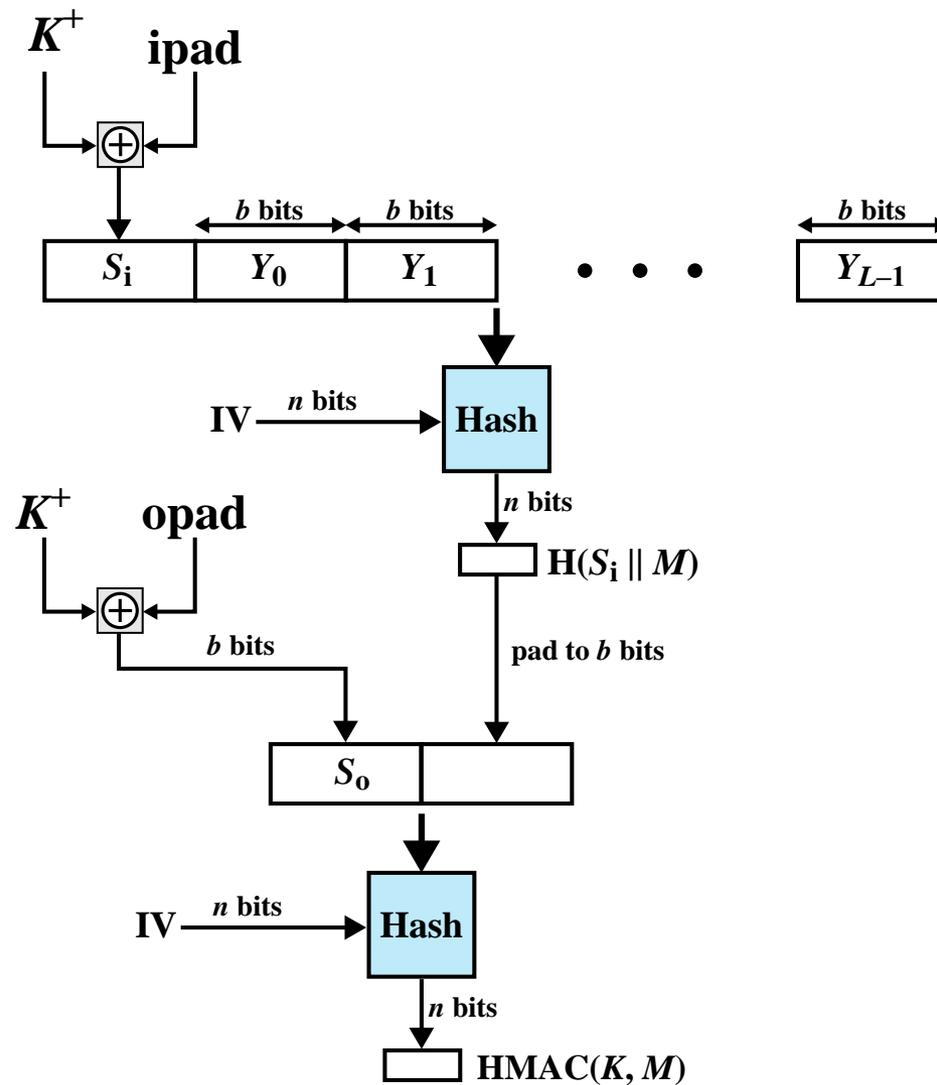 K⁺ ipad
b bits b bits b bits
Sᵢ Y₀ Y₁ • • • Y_L–1
IV n bits Hash
n bits
H(Sᵢ || M)
K⁺ opad
b bits
pad to b bits
Sₒ
IV n bits Hash
n bits
HMAC(K, M)